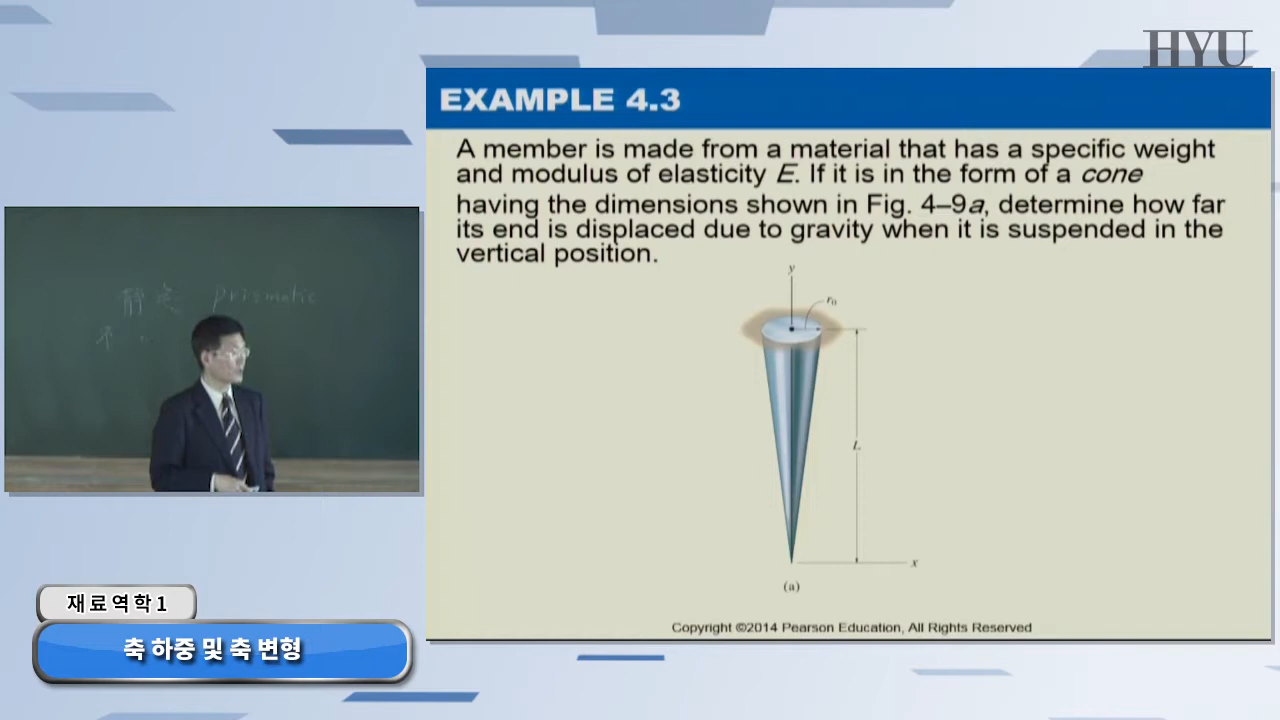 HYU
EXAMPLE 4.3
A member is made from a material that has a specific weight
and modulus of elasticity E. If it is in the form of a cone
having the dimensions shown in Fig. 4–9a, determine how far
its end is displaced due to gravity when it is suspended in the
vertical position.
y
r₀
L
x
(a)
Copyright ©2014 Pearson Education, All Rights Reserved
prismatic
재료역학1
축 하중 및 축 변형